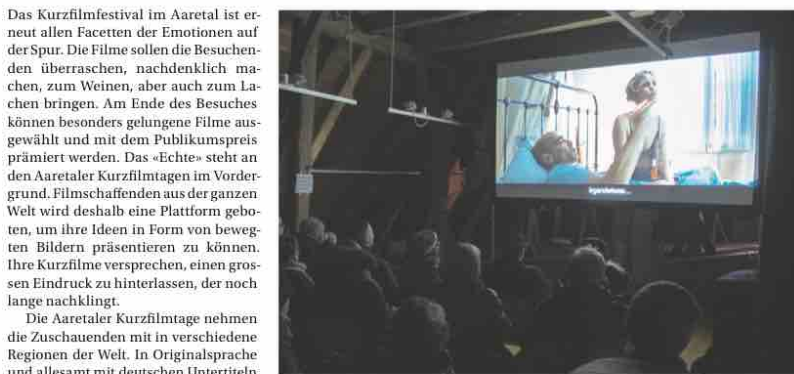 Das Kurzfilmfestival im Aaretal ist er-
neut allen Facetten der Emotionen auf
der Spur. Die Filme sollen die Besuchen-
den überraschen, nachdenklich ma-
chen, zum Weinen, aber auch zum La-
chen bringen. Am Ende des Besuches
können besonders gelungene Filme aus-
gewählt und mit dem Publikumspreis
prämiert werden. Das «Echte» steht an
den Aaretaler Kurzfilmtagen im Vorder-
grund. Filmschaffenden aus der ganzen
Welt wird deshalb eine Plattform gebo-
ten, um ihre Ideen in Form von beweg-
ten Bildern präsentieren zu können.
Ihre Kurzfilme versprechen, einen gros-
sen Eindruck zu hinterlassen, der noch
lange nachklingt.
Die Aaretaler Kurzfilmtage nehmen
die Zuschauenden mit in verschiedene
Regionen der Welt. In Originalsprache
und allesamt mit deutschen Untertiteln